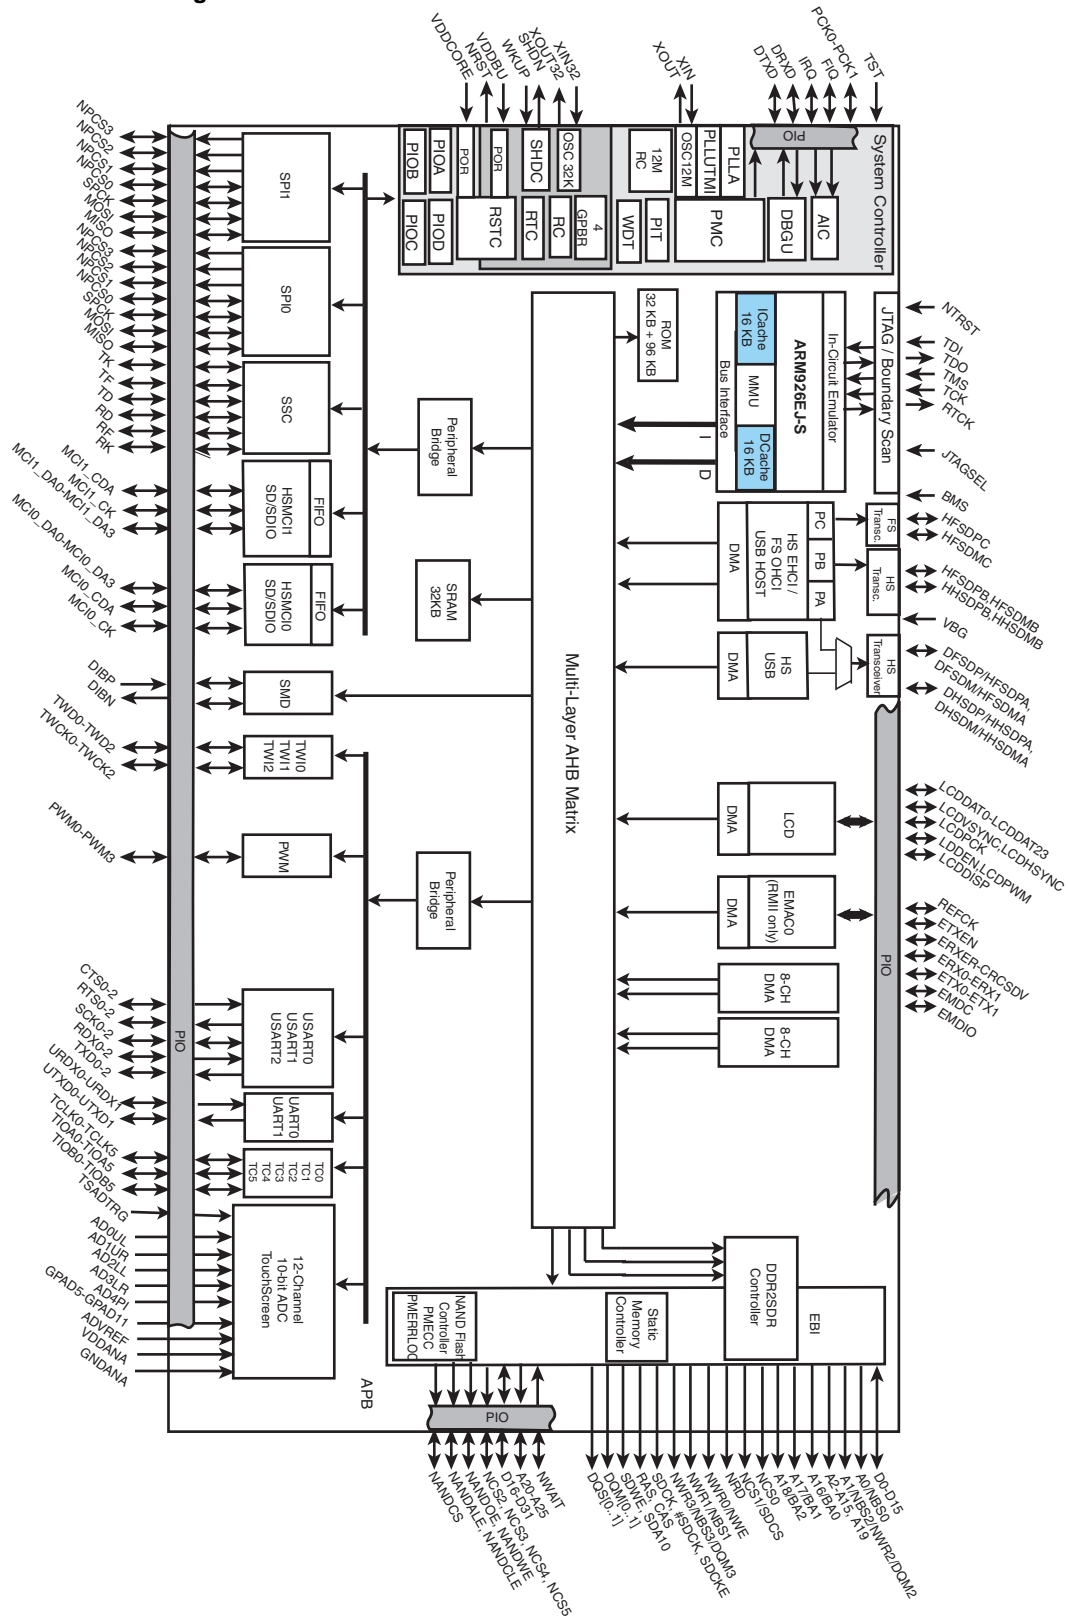 PIO
System Controller
TST
PCK0-PCK1
FIQ
IRQ
DRXD
DTXD
AIC
DBGU
PLLA
PLLUTMI
OSC12M
PMC
XIN
XOUT
12M
RC
PIT
WDT
4
GPBR
OSC 32K
RC
XIN32
XOUT32
SHDN
WKUP
SHDC
RTC
VDDBU
NRST
VDDCORE
POR
POR
RSTC
PIOA
PIOB
PIOD
PIOC
JTAG / Boundary Scan
NTRST
TDI
TDO
TMS
TCK
RTCK
JTAGSEL
BMS
In-Circuit Emulator
ARM926EJ-S
ICache
16 KB
MMU
DCache
16 KB
Bus Interface
I
D
ROM
32 KB + 96 KB
FS
Transc.
HS
Transc.
HS
Transceiver
HFSDPC
HFSDMC
HFSDPB,HFSDMB
HHSDPB,HHSDMB
VBG
DFSDP/HFSDPA,
DFSDM/HFSDMA
DHSDP/HHSDPA,
DHSDM/HHSDMA
PC
PB
PA
HS EHCI /
FS OHCI
USB HOST
DMA
HS
USB
DMA
PIO
LCDDAT0-LCDDAT23
LCDVSYNC,LCDHSYNC
LCDPCK
LDDEN,LCDPWM
LCDDISP
LCD
DMA
REFCK
ETXEN
ERXER-CRCSDV
ERX0-ERX1
ETX0-ETX1
EMDC
EMDIO
EMAC0
(RMII only)
DMA
8-CH
DMA
8-CH
DMA
Multi-Layer AHB Matrix
Peripheral
Bridge
SRAM
32KB
Peripheral
Bridge
APB
SPI1
SPI0
SSC
FIFO
HSMCI1
SD/SDIO
FIFO
HSMCI0
SD/SDIO
SMD
TWI0
TWI1
TWI2
PWM
USART0
USART1
USART2
UART0
UART1
TC0
TC1
TC2
TC3
TC4
TC5
12-Channel
10-bit ADC
TouchScreen
PIO
NPCS3
NPCS2
NPCS1
NPCS0
SPCK
MOSI
MISO
NPCS3
NPCS2
NPCS1
NPCS0
SPCK
MOSI
MISO
TK
TF
TD
RD
RF
RK
MCI1_CDA
MCI1_CK
MCI1_DA0-MCI1_DA3
MCI0_DA0-MCI0_DA3
MCI0_CDA
MCI0_CK
DIBP
DIBN
TWD0-TWD2
TWCK0-TWCK2
PWM0-PWM3
CTS0-2
RTS0-2
SCK0-2
RDX0-2
TXD0-2
URDX0-URDX1
UTXD0-UTXD1
TCLK0-TCLK5
TIOA0-TIOA5
TIOB0-TIOB5
TSADTRG
AD0UL
AD1UR
AD2LL
AD3LR
AD4PI
GPAD5-GPAD11
ADVREF
VDDANA
GNDANA
EBI
DDR2SDR
Controller
Static
Memory
Controller
NAND Flash
Controller
PMECC
PMERRLOC
PIO
D0-D15
A0/NBS0
A1/NBS2/NWR2/DQM2
A2-A15, A19
A16/BA0
A17/BA1
A18/BA2
NCS0
NCS1/SDCS
NRD
NWR0/NWE
NWR1/NBS1
NWR3/NBS3/DQM3
SDCK, #SDCK, SDCKE
RAS, CAS
SDWE, SDA10
DQM[0..1]
DQS[0..1]
NWAIT
A20-A25
D16-D31
NCS2, NCS3, NCS4, NCS5
NANDOE, NANDWE
NANDALE, NANDCLE
NANDCS